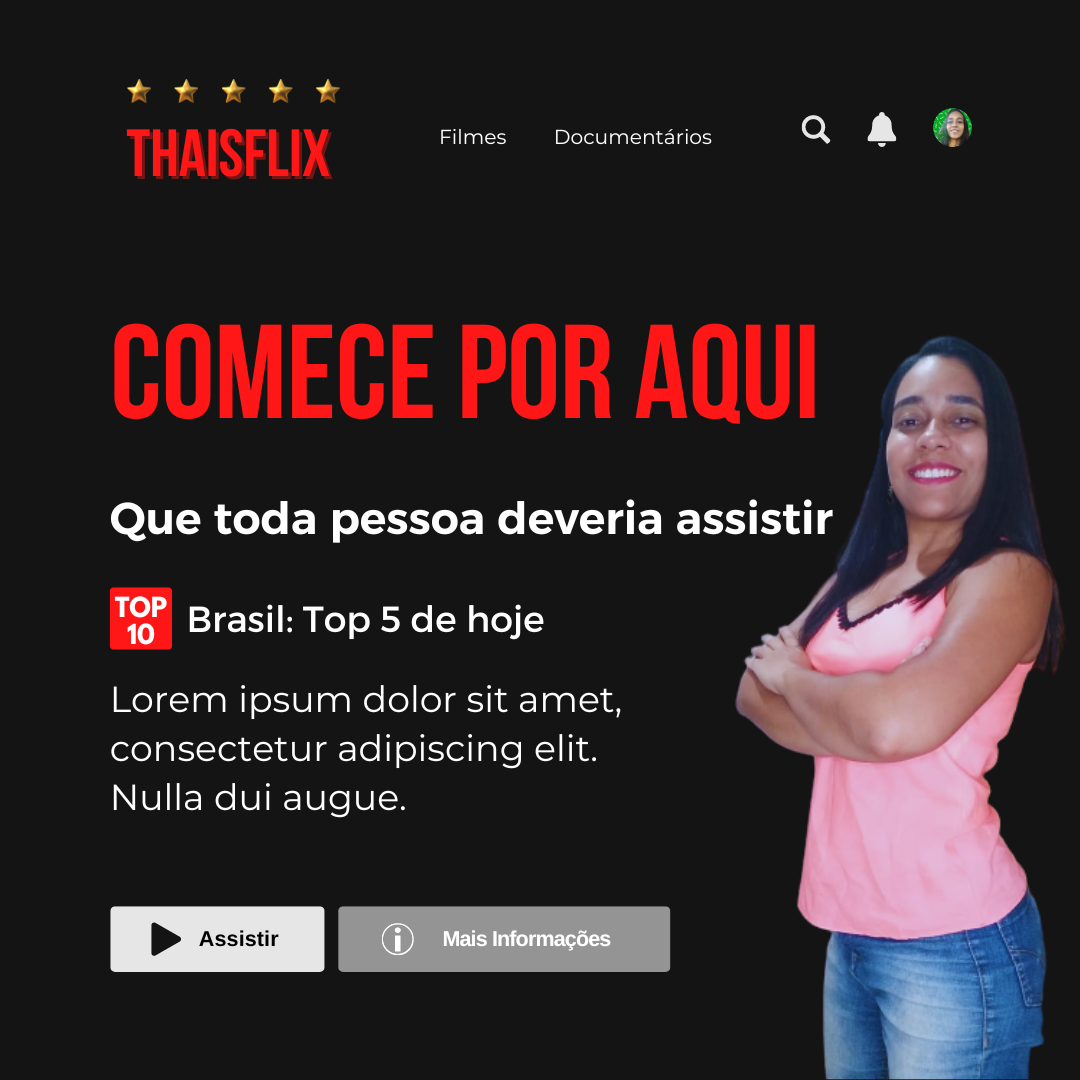 THAISFLIX
Filmes
Documentários
COMECE POR AQUI
Que toda pessoa deveria assistir
TOP
10
Brasil: Top 5 de hoje
Lorem ipsum dolor sit amet,
consectetur adipiscing elit.
Nulla dui augue.
Assistir
Mais Informações